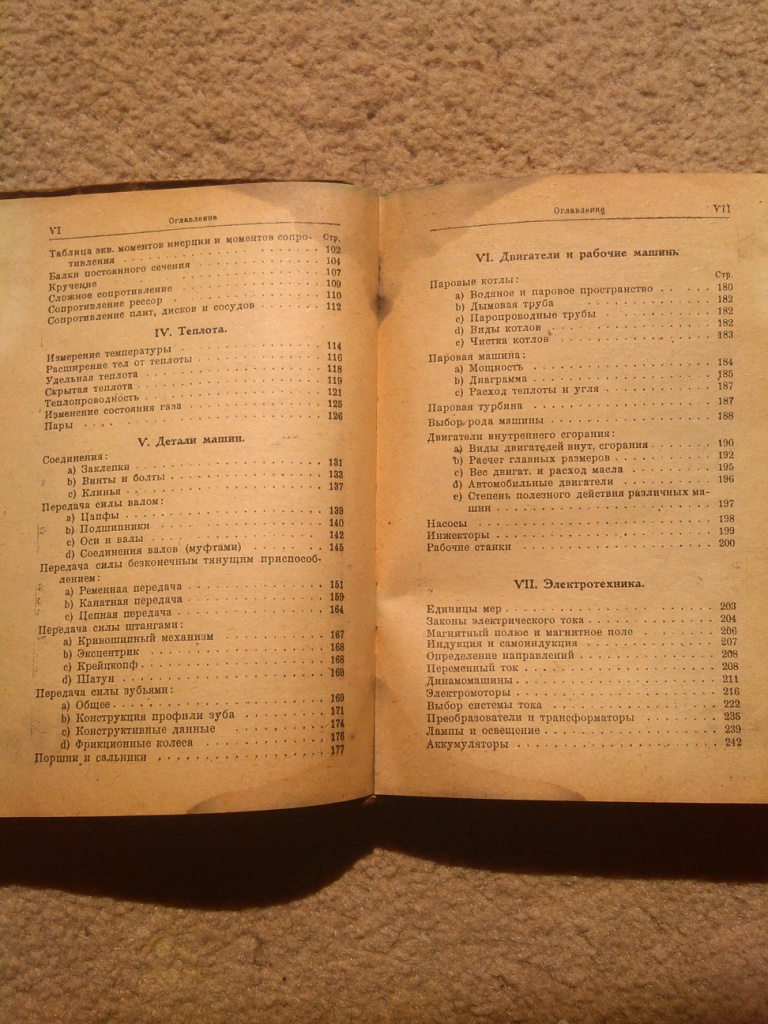 VI
Оглавление
Стр.
Таблица экв. моментов инерции и моментов сопро-
тивления . . . . . . . . . . . . . . . . 102
Балки постоянного сечения . . . . . . . . . . 104
Кручение . . . . . . . . . . . . . . . . 107
Сложное сопротивление . . . . . . . . . . . 109
Сопротивление рессор . . . . . . . . . . . . 110
Сопротивление плит, дисков и сосудов . . . . . . . 112
IV. Теплота.
Измерение температуры . . . . . . . . . . . 114
Расширение тел от теплоты . . . . . . . . . . 116
Удельная теплота . . . . . . . . . . . . . 118
Скрытая теплота . . . . . . . . . . . . . 119
Теплопроводность . . . . . . . . . . . . . 121
Изменение состояния газа . . . . . . . . . . 125
Пары . . . . . . . . . . . . . . . . . 126
V. Детали машин.
Соединения:
a) Заклепки . . . . . . . . . . . . . . 131
b) Винты и болты . . . . . . . . . . . . 133
c) Клинья . . . . . . . . . . . . . . . 137
Передача силы валом:
a) Цапфы . . . . . . . . . . . . . . . 139
b) Подшипники . . . . . . . . . . . . . 140
c) Оси и валы . . . . . . . . . . . . . 142
d) Соединения валов (муфтами) . . . . . . . . 145
Передача силы бесконечным тянущим приспособ-
лением:
a) Ременная передача . . . . . . . . . . . 151
b) Канатная передача . . . . . . . . . . . 159
c) Цепная передача . . . . . . . . . . . . 164
Передача силы штангами:
a) Кривошапный механизм . . . . . . . . . 167
b) Эксцентрик . . . . . . . . . . . . . 168
c) Крейцкопф . . . . . . . . . . . . . . 168
d) Шатун . . . . . . . . . . . . . . . 169
Передача силы зубьями:
a) Общее . . . . . . . . . . . . . . . 169
b) Конструкция профили зуба . . . . . . . . 171
c) Конструктивные данные . . . . . . . . . 174
d) Фрикционные колеса . . . . . . . . . . 176
Поршни и сальники . . . . . . . . . . . . 177
Оглавление
VII
VI. Двигатели и рабочие машины.
Стр.
Паровые котлы:
a) Водяное и паровое пространство . . . . . . 180
b) Дымовая труба . . . . . . . . . . . . 182
c) Паропроводные трубы . . . . . . . . . . 182
d) Виды котлов . . . . . . . . . . . . . 182
e) Чистка котлов . . . . . . . . . . . . 183
Паровая машина:
a) Мощность . . . . . . . . . . . . . . 184
b) Диаграмма . . . . . . . . . . . . . . 185
c) Расход теплоты и угля . . . . . . . . . . 187
Паровая турбина . . . . . . . . . . . . . 187
Выбор рода машины . . . . . . . . . . . . 188
Двигатели внутреннего сгорания:
a) Виды двигателей внут. сгорания . . . . . . . 190
b) Расчет главных размеров . . . . . . . . . 192
c) Вес двигат. и расход масла . . . . . . . . 195
d) Автомобильные двигатели . . . . . . . . . 196
e) Степень полезного действия различных ма-
шин . . . . . . . . . . . . . . . . 197
Насосы . . . . . . . . . . . . . . . . 198
Инжекторы . . . . . . . . . . . . . . . 199
Рабочие станки . . . . . . . . . . . . . . 200
VII. Электротехника.
Единицы мер . . . . . . . . . . . . . . 203
Законы электрического тока . . . . . . . . . . 204
Магнитный полюс и магнитное поле . . . . . . . 206
Индукция и самоиндукция . . . . . . . . . . 207
Определение направлений . . . . . . . . . . 208
Переменный ток . . . . . . . . . . . . . 208
Динамомашины . . . . . . . . . . . . . . 211
Электромоторы . . . . . . . . . . . . . . 216
Выбор системы тока . . . . . . . . . . . . 222
Преобразователи и трансформаторы . . . . . . . 235
Лампы и освещение . . . . . . . . . . . . 239
Аккумуляторы . . . . . . . . . . . . . . 242